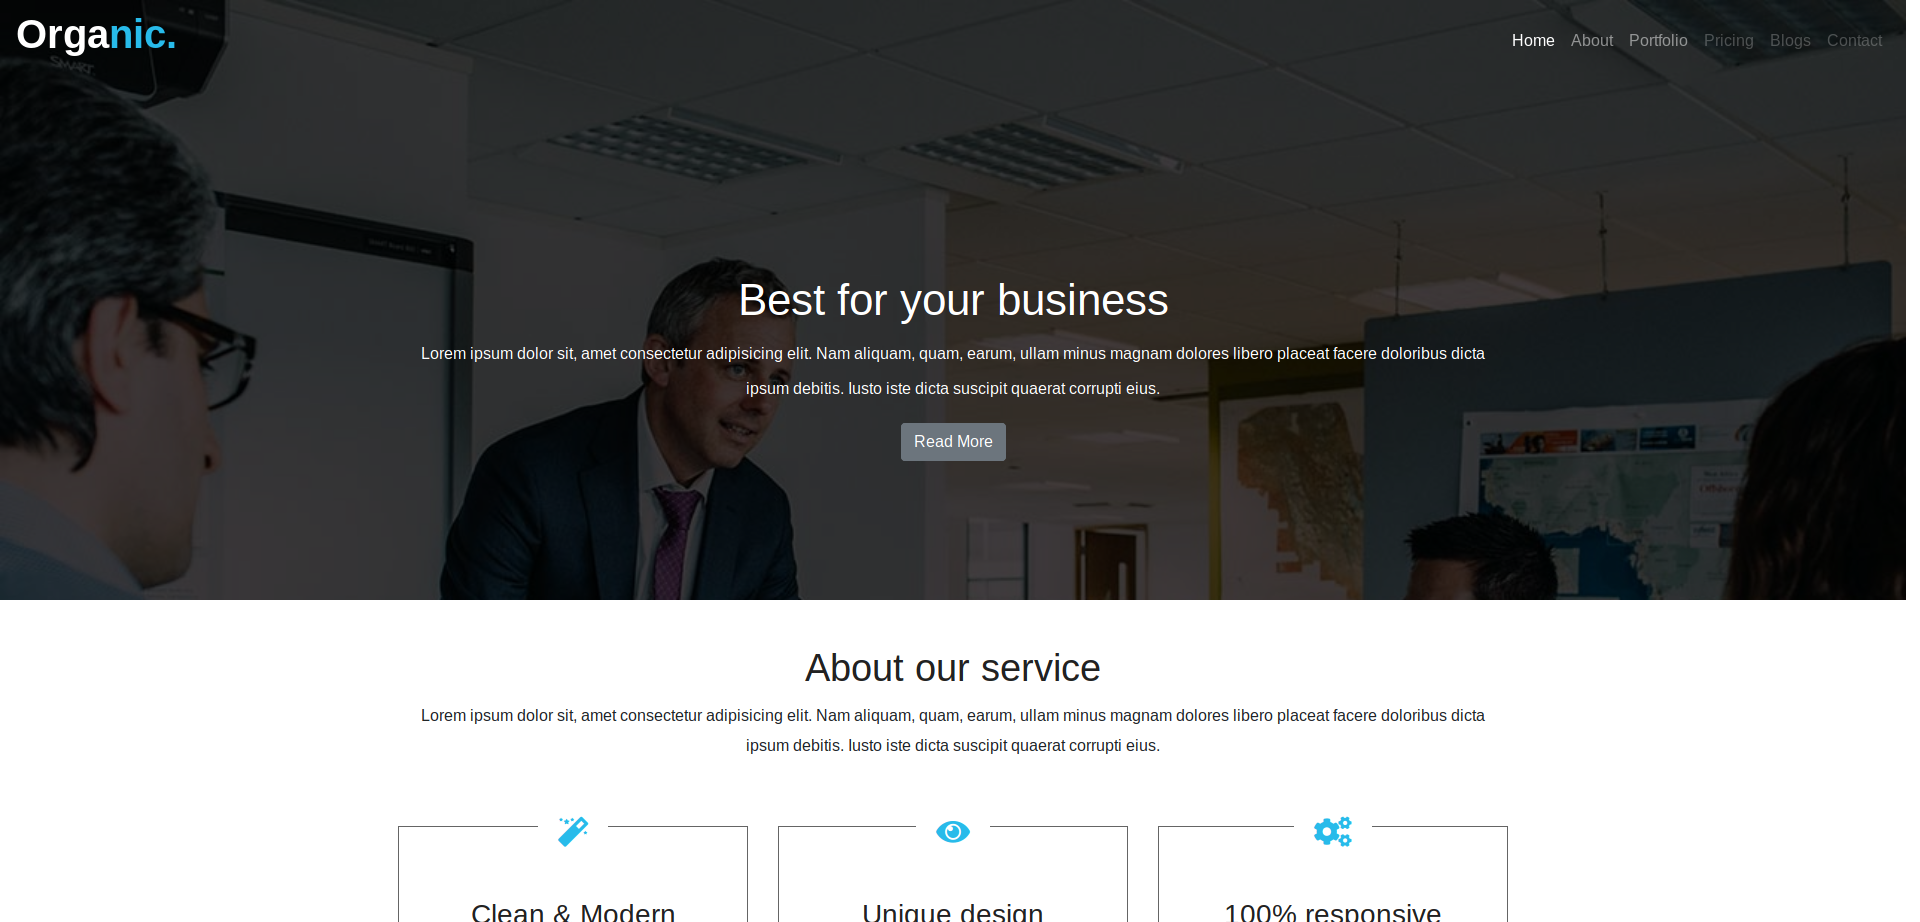 Organic.
Home About Portfolio Pricing Blogs Contact
SMART
Best for your business
Lorem ipsum dolor sit, amet consectetur adipisicing elit. Nam aliquam, quam, earum, ullam minus magnam dolores libero placeat facere doloribus dicta
ipsum debitis. Iusto iste dicta suscipit quaerat corrupti eius.
Read More
About our service
Lorem ipsum dolor sit, amet consectetur adipisicing elit. Nam aliquam, quam, earum, ullam minus magnam dolores libero placeat facere doloribus dicta
ipsum debitis. Iusto iste dicta suscipit quaerat corrupti eius.
Clean & Modern
Unique design
100% responsive